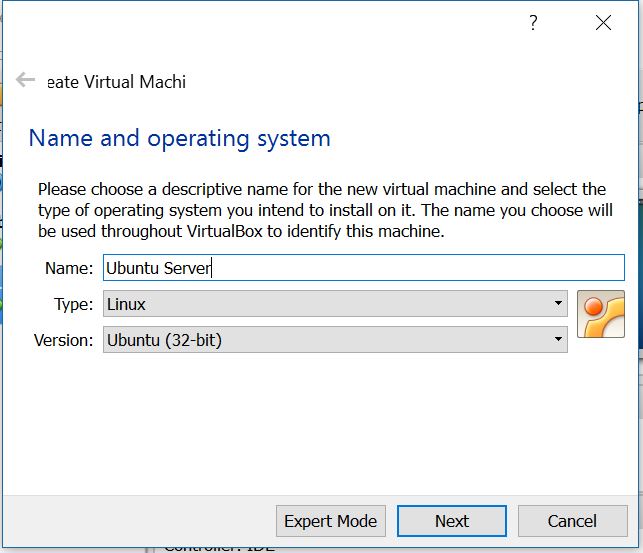 ?
eate Virtual Machi
Name and operating system
Please choose a descriptive name for the new virtual machine and select the
type of operating system you intend to install on it. The name you choose will
be used throughout VirtualBox to identify this machine.
Name: Ubuntu Server
Type: Linux
Version: Ubuntu (32-bit)
Expert Mode Next Cancel
Controller: IDE